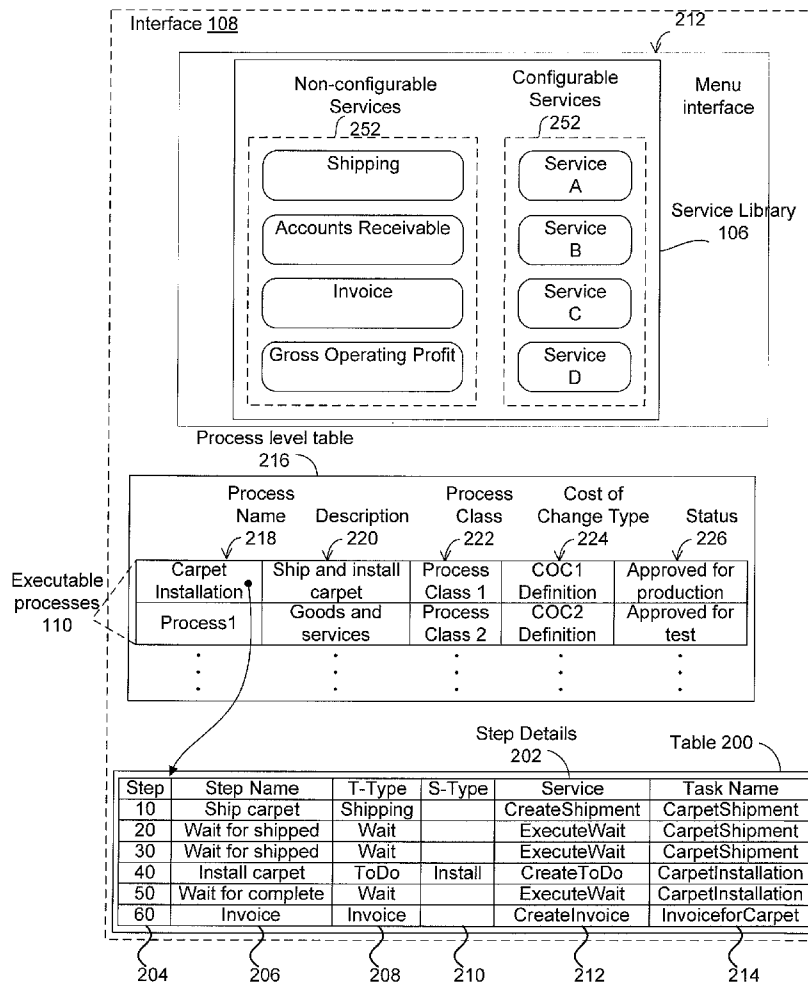 Interface 108
212
Non-configurable Services 252
Configurable Services 252
Menu interface
Shipping
Service A
Accounts Receivable
Service B
Service Library 106
Invoice
Service C
Gross Operating Profit
Service D
Process level table 216
Process Name 218
Description 220
Process Class 222
Cost of Change Type 224
Status 226
Executable processes 110
Carpet Installation
Ship and install carpet
Process Class 1
COC1 Definition
Approved for production
Process1
Goods and services
Process Class 2
COC2 Definition
Approved for test
Step Details 202
Table 200
Step Step Name T-Type S-Type Service Task Name
10 Ship carpet Shipping CreateShipment CarpetShipment
20 Wait for shipped Wait ExecuteWait CarpetShipment
30 Wait for shipped Wait ExecuteWait CarpetShipment
40 Install carpet ToDo Install CreateToDo CarpetInstallation
50 Wait for complete Wait ExecuteWait CarpetInstallation
60 Invoice Invoice CreateInvoice InvoiceforCarpet
204 206 208 210 212 214